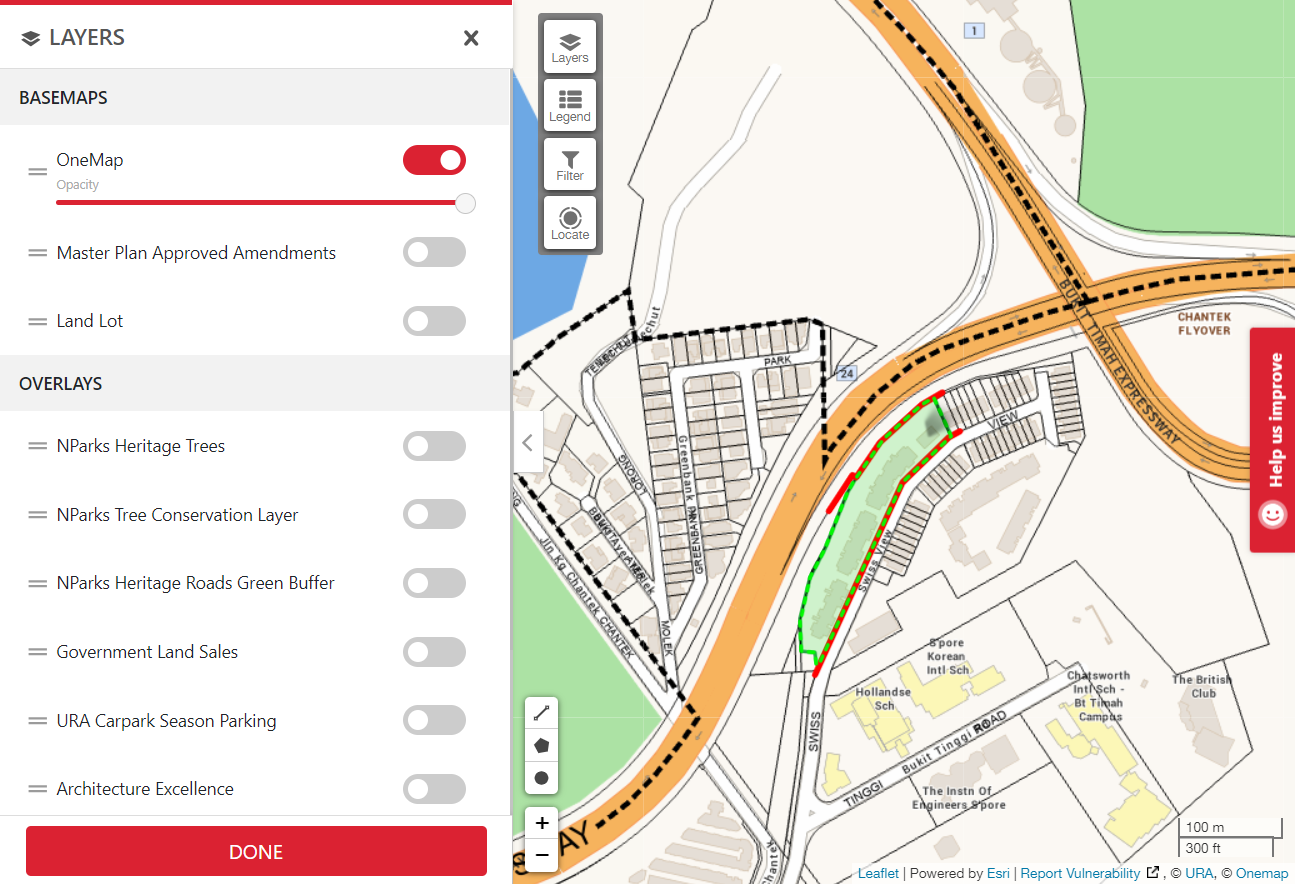 LAYERS
BASEMAPS
OneMap
Opacity
Master Plan Approved Amendments
Land Lot
OVERLAYS
NParks Heritage Trees
NParks Tree Conservation Layer
NParks Heritage Roads Green Buffer
Government Land Sales
URA Carpark Season Parking
Architecture Excellence
DONE
Layers
Legend
Filter
Locate
1
24
BUKIT TIMAH EXPRESSWAY
CHANTEK
FLYOVER
Help us improve
PARK
VIEW
Greenbank
GREENBANK
LORONG
MOLEK
Jln Kg Chantek
CHANTEK
Swiss View
SWISS
S'pore
Korean
Intl Sch
Hollandse
Sch
Chatsworth
Intl Sch -
Bt Timah
Campus
The British
Club
Bukit Tinggi
ROAD
TINGGI
The Instn Of
Engineers S'pore
Chantek
+
−
100 m
300 ft
Leaflet | Powered by Esri | Report Vulnerability , © URA, © Onemap